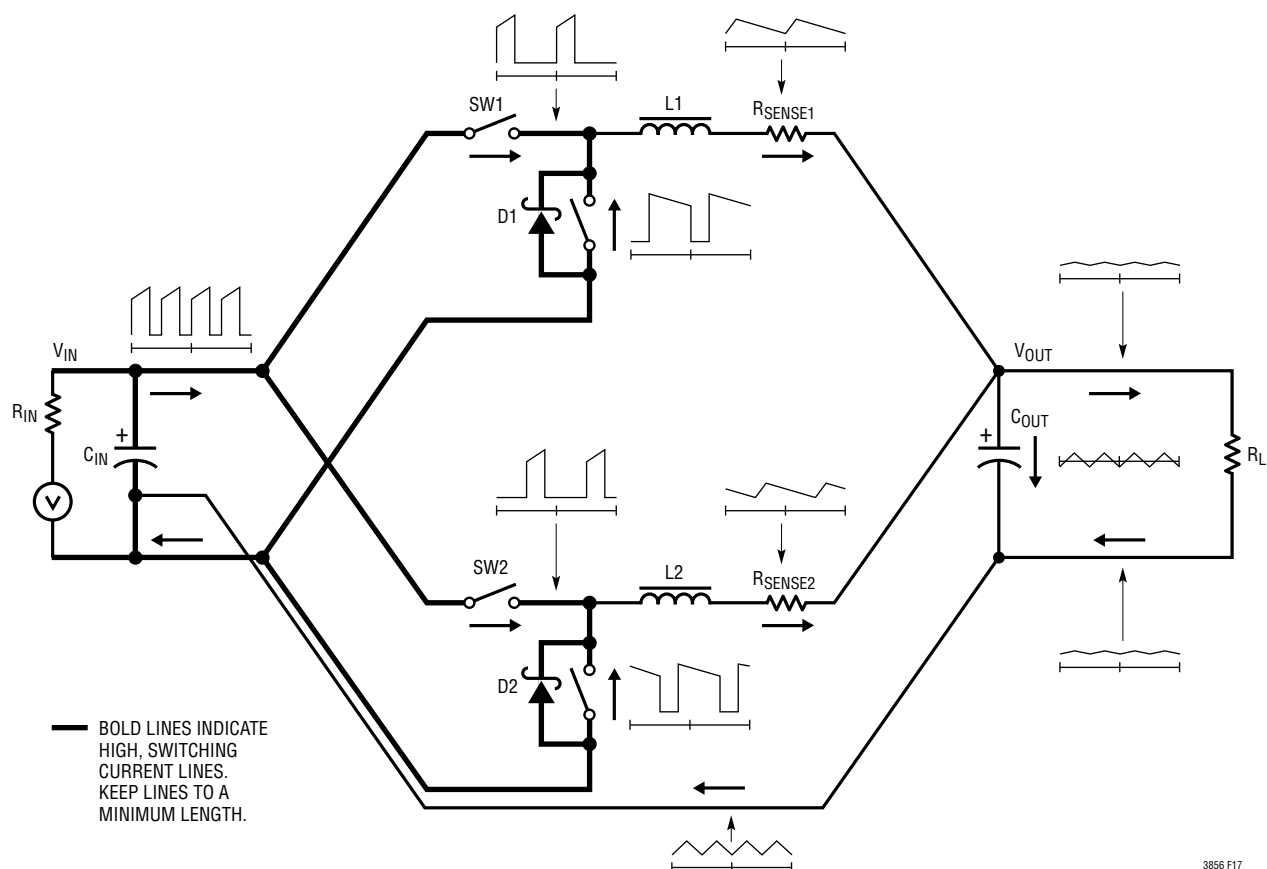 SW1
L1
RSENSE1
D1
VIN
RIN
+
CIN
V
VOUT
+
COUT
RL
SW2
L2
RSENSE2
D2
BOLD LINES INDICATE
HIGH, SWITCHING
CURRENT LINES.
KEEP LINES TO A
MINIMUM LENGTH.
3856 F17